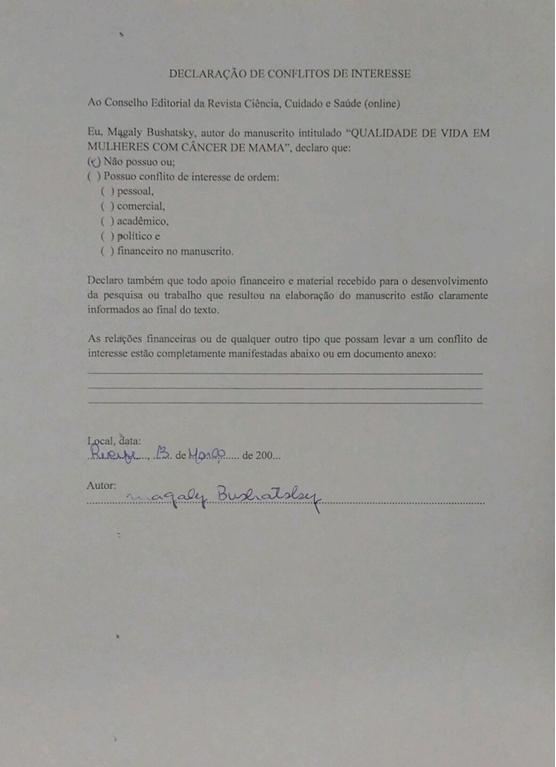 DECLARAÇÃO DE CONFLITOS DE INTERESSE
Ao Conselho Editorial da Revista Ciência, Cuidado e Saúde (online)
Eu, Magaly Bushatsky, autor do manuscrito intitulado “QUALIDADE DE VIDA EM
MULHERES COM CÂNCER DE MAMA”, declaro que:
(x) Não possuo ou;
( ) Possuo conflito de interesse de ordem:
( ) pessoal,
( ) comercial,
( ) acadêmico,
( ) político e
( ) financeiro no manuscrito.
Declaro também que todo apoio financeiro e material recebido para o desenvolvimento
da pesquisa ou trabalho que resultou na elaboração do manuscrito estão claramente
informados ao final do texto.
As relações financeiras ou de qualquer outro tipo que possam levar a um conflito de
interesse estão completamente manifestadas abaixo ou em documento anexo:
Local, data:
Recife..., 13. de Março..... de 200...
Autor:
Magaly Bushatsky